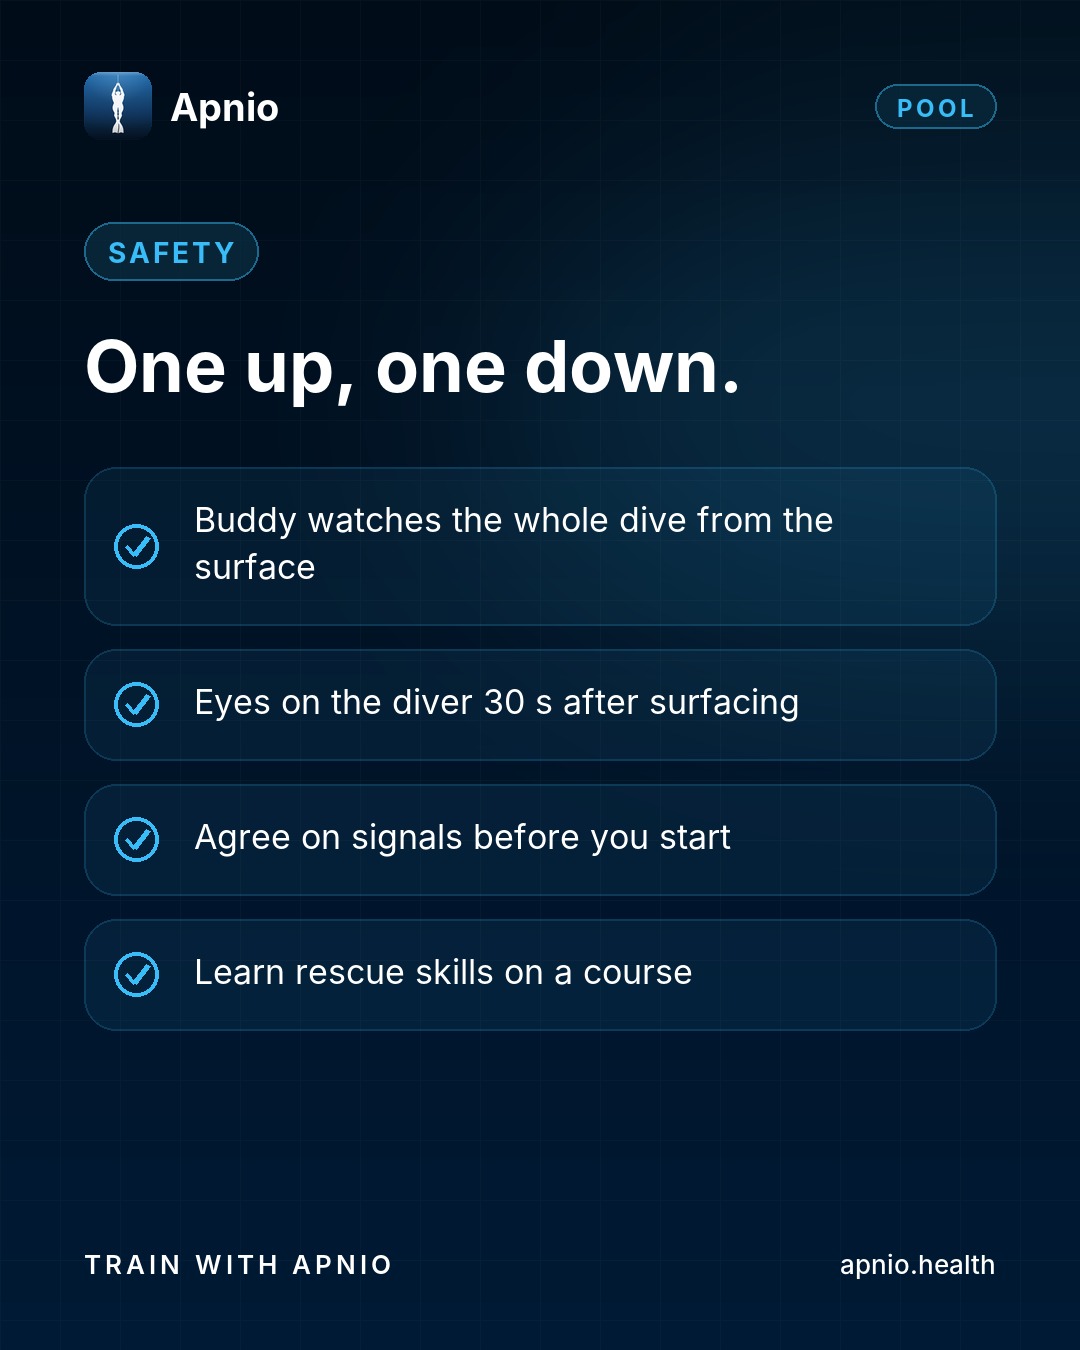 Apnio
POOL
SAFETY
One up, one down.
Buddy watches the whole dive from the
surface
Eyes on the diver 30 s after surfacing
Agree on signals before you start
Learn rescue skills on a course
TRAIN WITH APNIO
apnio.health